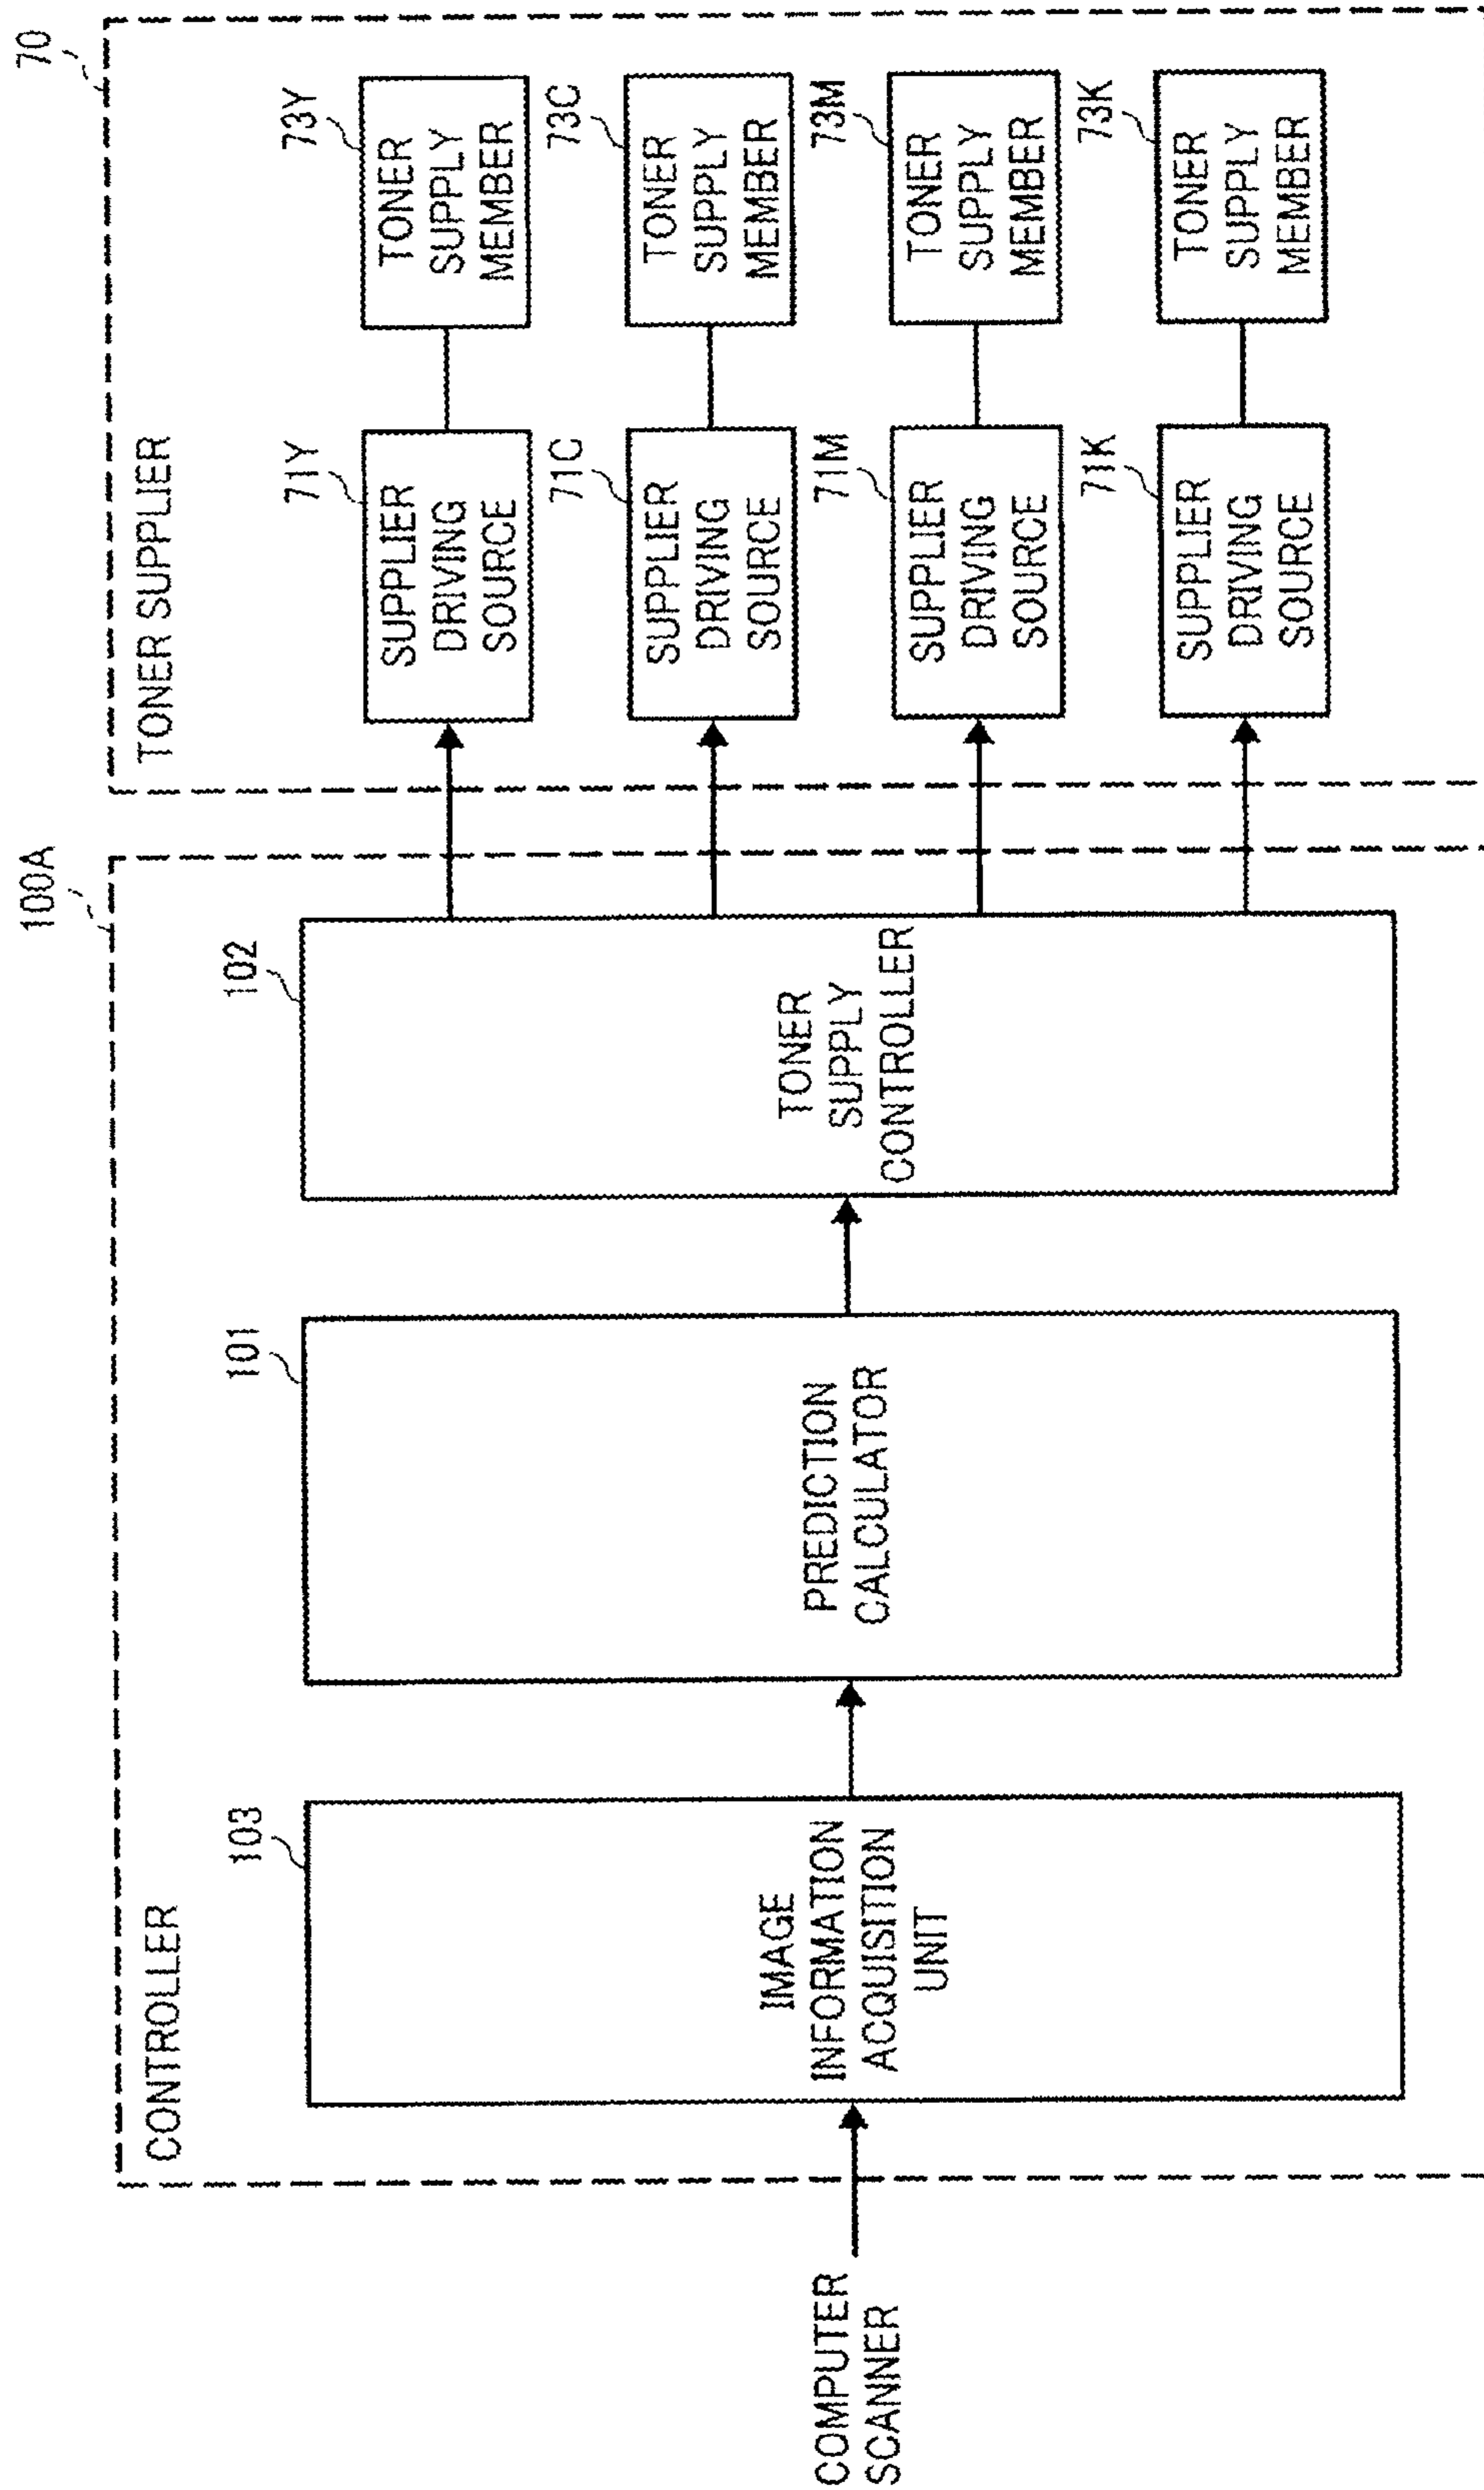 COMPUTER
SCANNER
100A
CONTROLLER
103
IMAGE
INFORMATION
ACQUISITION
UNIT
101
PREDICTION
CALCULATOR
102
TONER
SUPPLY
CONTROLLER
70
TONER SUPPLIER
71Y
SUPPLIER
DRIVING
SOURCE
73Y
TONER
SUPPLY
MEMBER
71C
SUPPLIER
DRIVING
SOURCE
73C
TONER
SUPPLY
MEMBER
71M
SUPPLIER
DRIVING
SOURCE
73M
TONER
SUPPLY
MEMBER
71K
SUPPLIER
DRIVING
SOURCE
73K
TONER
SUPPLY
MEMBER